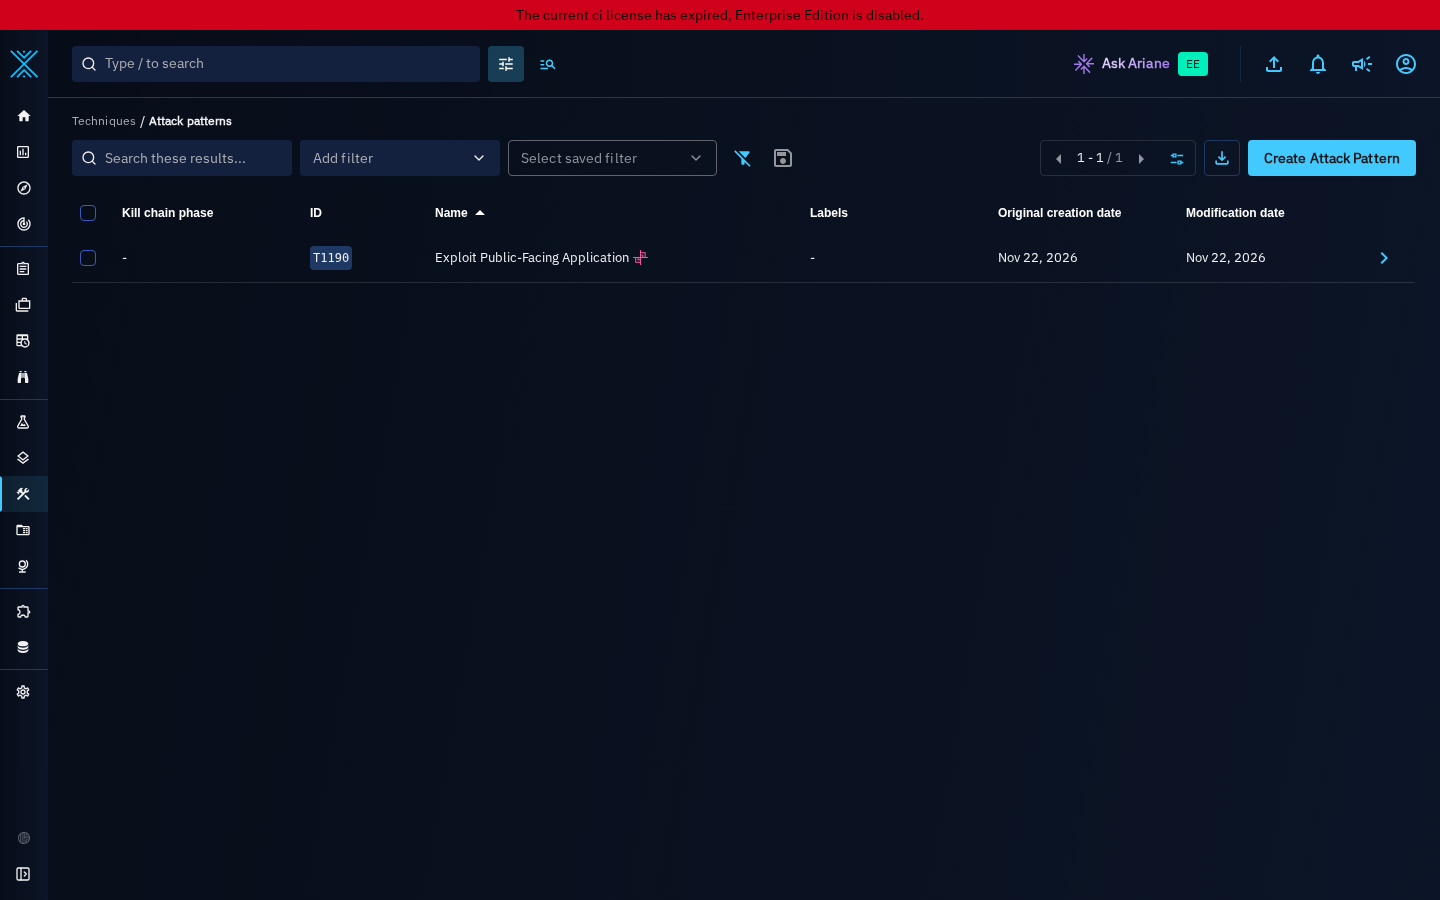 The current ci license has expired, Enterprise Edition is disabled.
Type / to search
Ask Ariane
EE
Techniques / Attack patterns
Search these results...
Add filter
Select saved filter
1 - 1 / 1
Create Attack Pattern
Kill chain phase
ID
Name
Labels
Original creation date
Modification date
-
T1190
Exploit Public-Facing Application
-
Nov 22, 2026
Nov 22, 2026